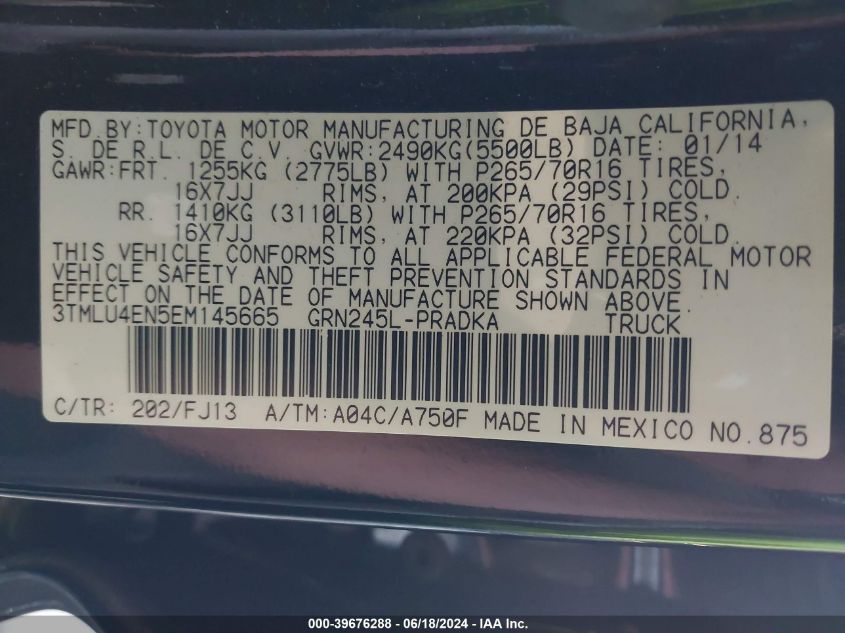 MFD.BY:TOYOTA MOTOR MANUFACTURING DE BAJA CALIFORNIA,
S. DE R.L. DE C.V. GVWR:2490KG(5500LB) DATE: 01/14
GAWR:FRT. 1255KG (2775LB) WITH P265/70R16 TIRES,
16X7JJ RIMS, AT 200KPA (29PSI) COLD.
RR. 1410KG (3110LB) WITH P265/70R16 TIRES,
16X7JJ RIMS, AT 220KPA (32PSI) COLD.
THIS VEHICLE CONFORMS TO ALL APPLICABLE FEDERAL MOTOR
VEHICLE SAFETY AND THEFT PREVENTION STANDARDS IN
EFFECT ON THE DATE OF MANUFACTURE SHOWN ABOVE.
3TMLU4EN5EM145665 GRN245L-PRADKA TRUCK
C/TR: 202/FJ13 A/TM:A04C/A750F MADE IN MEXICO NO.875
000-39676288 - 06/18/2024 - IAA Inc.